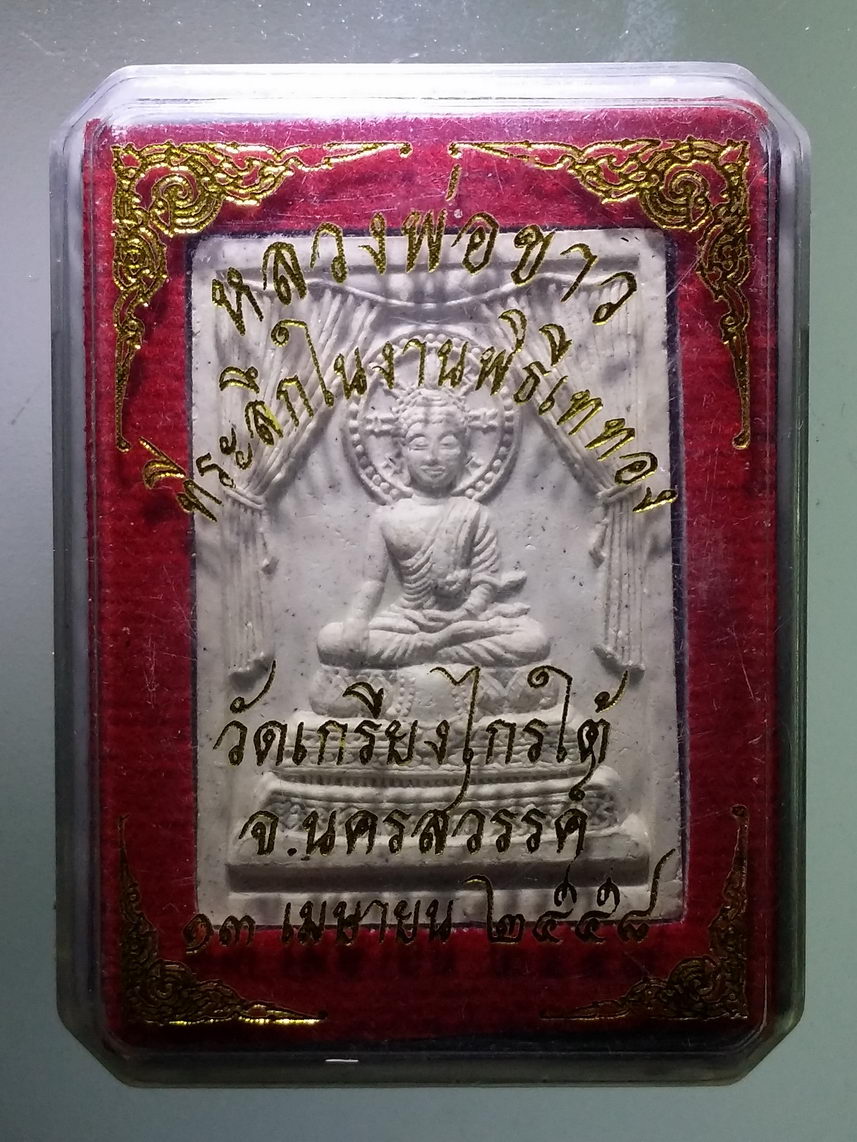 หลวงพ่อขาว
ที่ระลึกในงานพิธีเททอง
วัดเกรียงไกรใต้
จ.นครสวรรค์
๑๓ เมษายน ๒๕๕๘